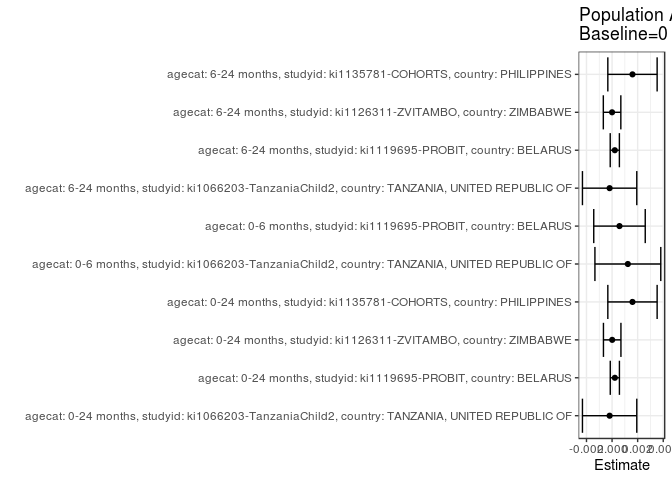 Population A
Baseline=0
agecat: 6-24 months, studyid: ki1135781-COHORTS, country: PHILIPPINES
agecat: 6-24 months, studyid: ki1126311-ZVITAMBO, country: ZIMBABWE
agecat: 6-24 months, studyid: ki1119695-PROBIT, country: BELARUS
agecat: 6-24 months, studyid: ki1066203-TanzaniaChild2, country: TANZANIA, UNITED REPUBLIC OF
agecat: 0-6 months, studyid: ki1119695-PROBIT, country: BELARUS
agecat: 0-6 months, studyid: ki1066203-TanzaniaChild2, country: TANZANIA, UNITED REPUBLIC OF
agecat: 0-24 months, studyid: ki1135781-COHORTS, country: PHILIPPINES
agecat: 0-24 months, studyid: ki1126311-ZVITAMBO, country: ZIMBABWE
agecat: 0-24 months, studyid: ki1119695-PROBIT, country: BELARUS
agecat: 0-24 months, studyid: ki1066203-TanzaniaChild2, country: TANZANIA, UNITED REPUBLIC OF
Estimate